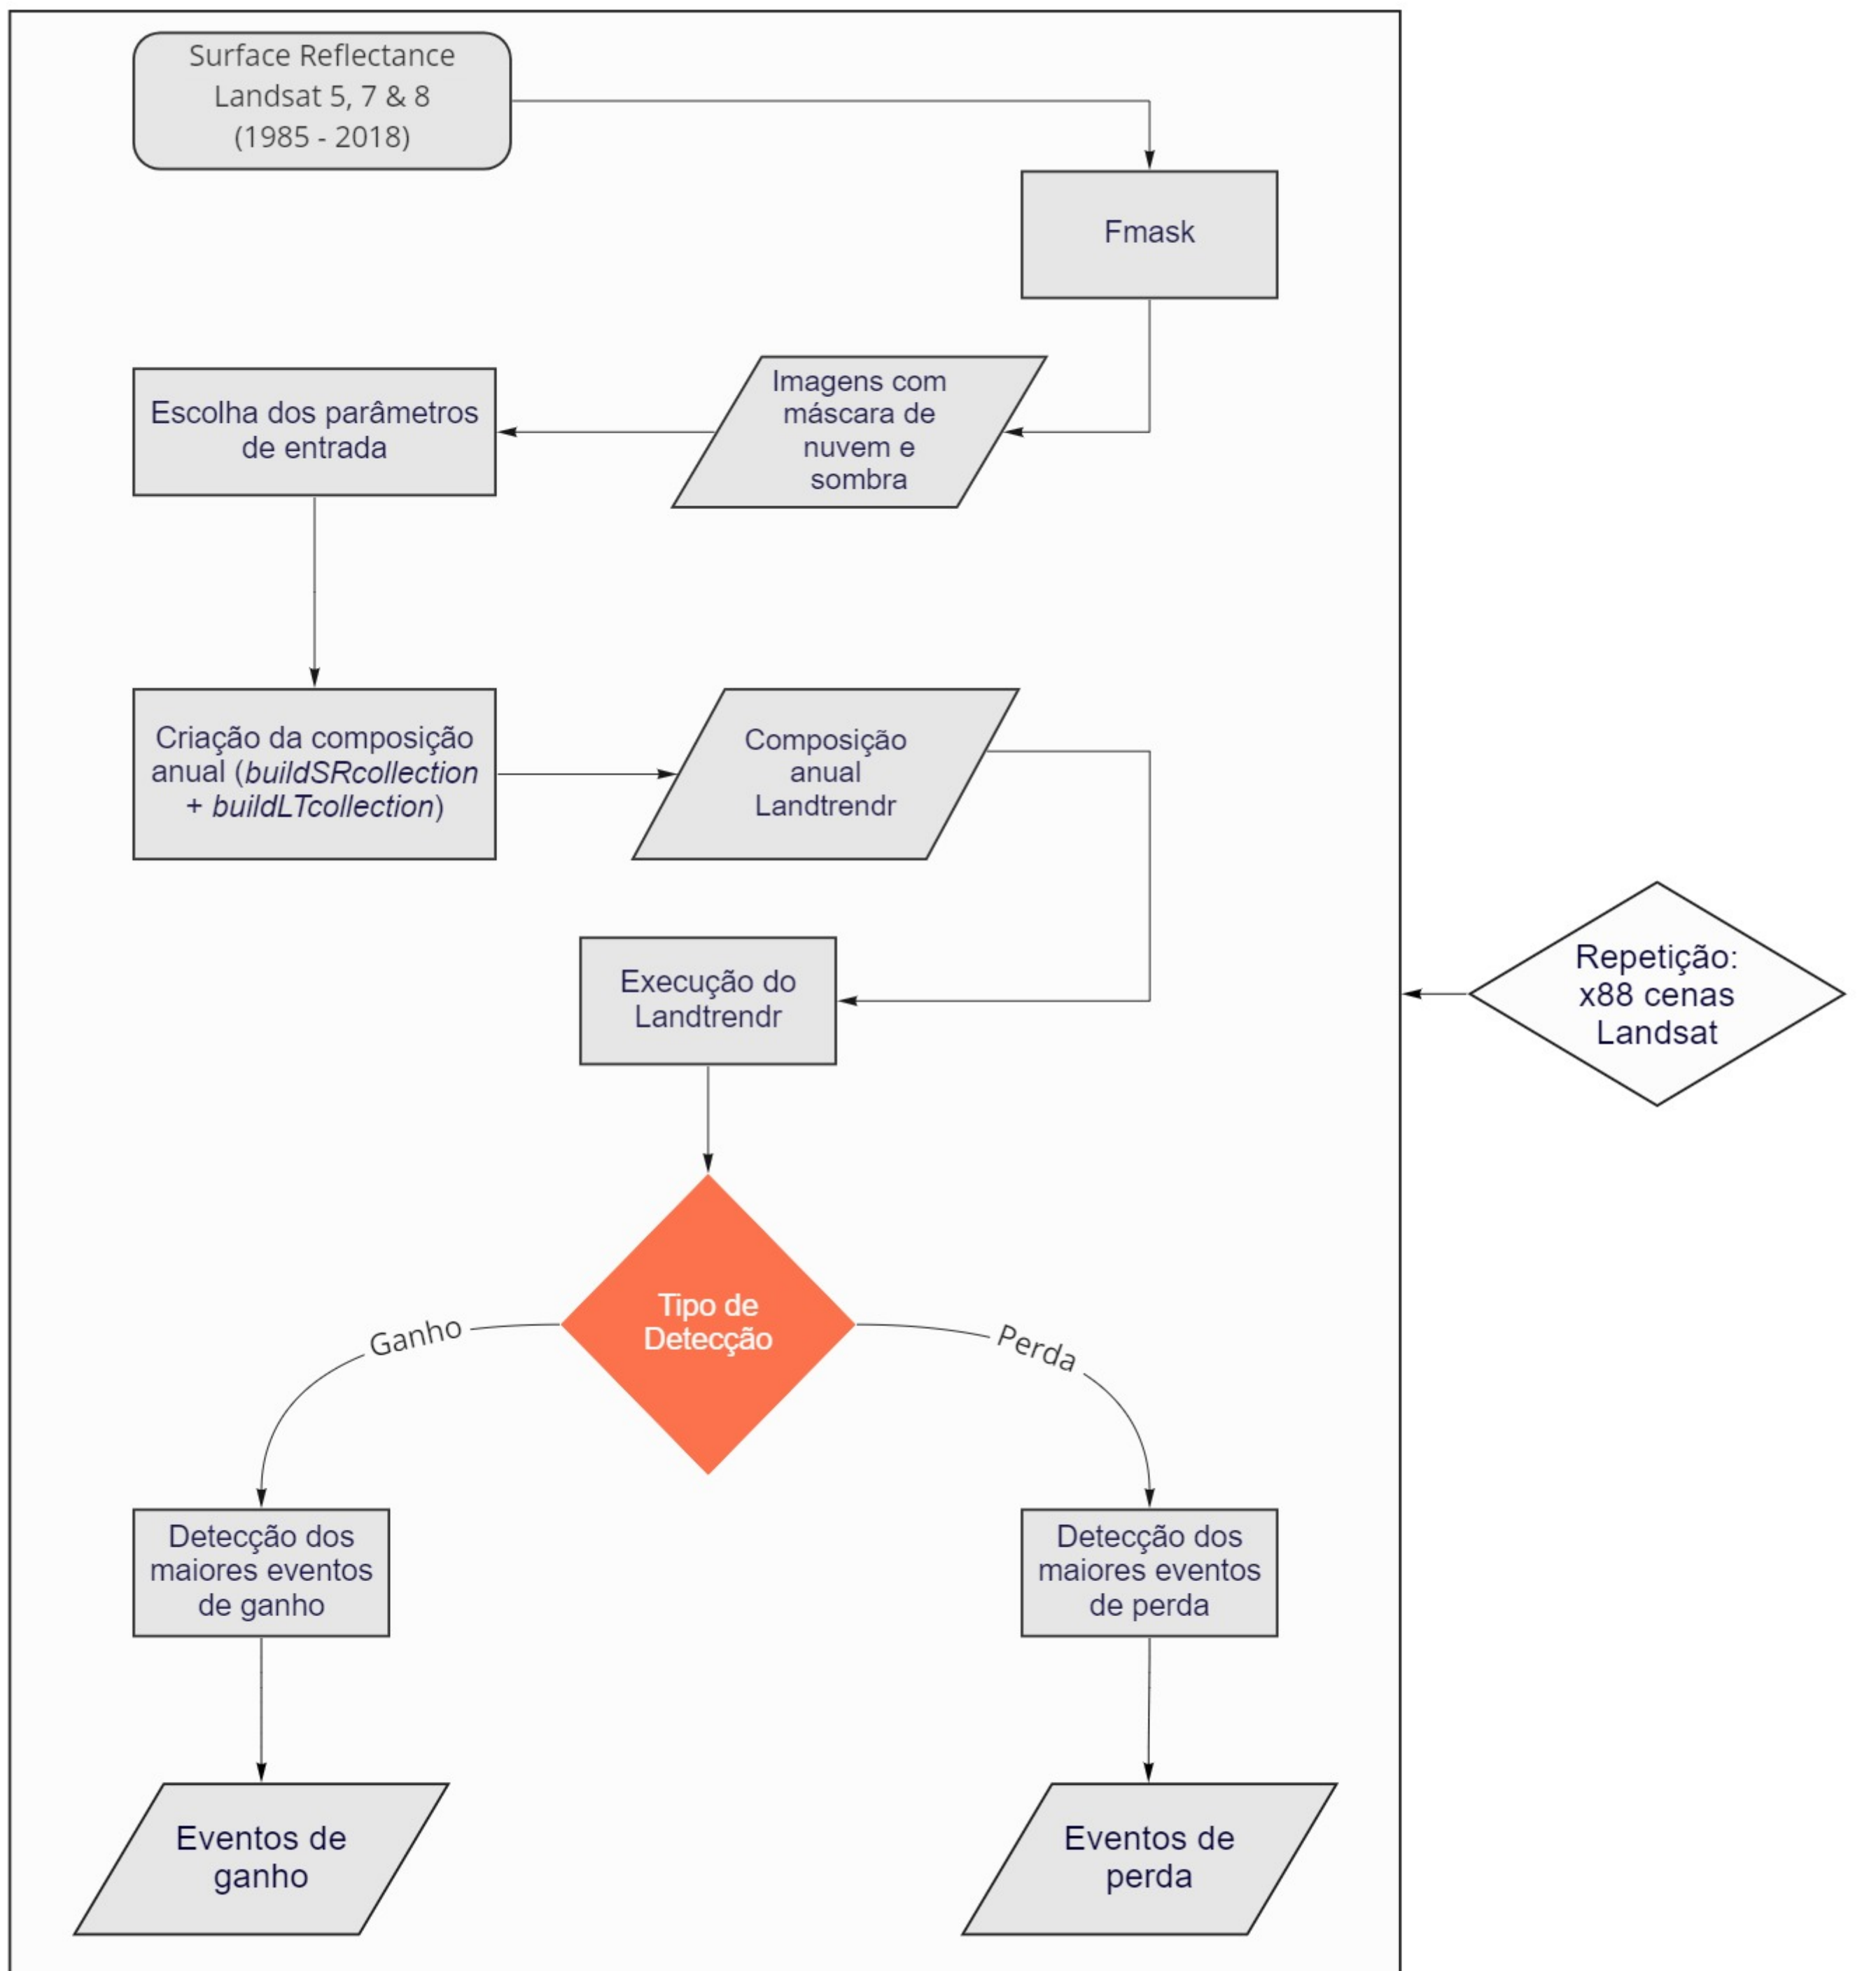 Surface Reflectance
Landsat 5, 7 & 8
(1985 - 2018)
Fmask
Imagens com
máscara de
nuvem e
sombra
Escolha dos parâmetros
de entrada
Criação da composição
anual (buildSRcollection
+ buildLTcollection)
Composição
anual
Landtrendr
Execução do
Landtrendr
Repetição:
x88 cenas
Landsat
Tipo de
Detecção
Ganho
Perda
Detecção dos
maiores eventos
de ganho
Detecção dos
maiores eventos
de perda
Eventos de
ganho
Eventos de
perda